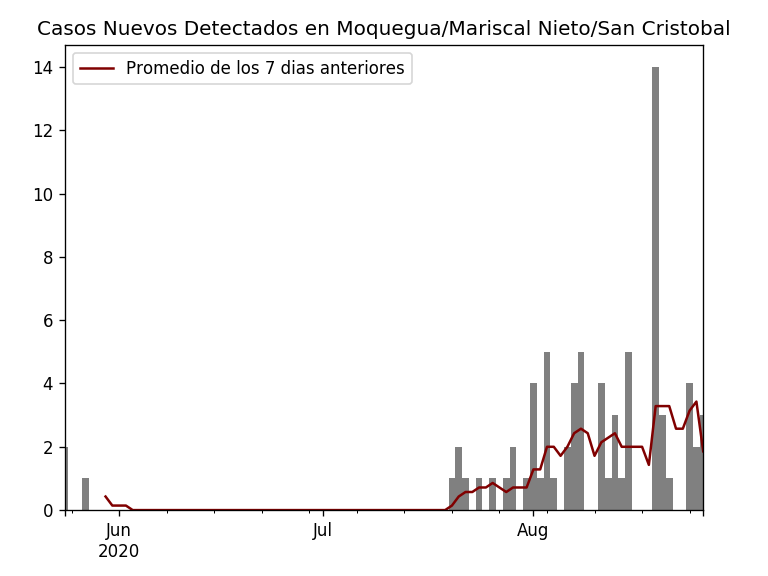 Casos Nuevos Detectados en Moquegua/Mariscal Nieto/San Cristobal
Promedio de los 7 dias anteriores
14
12
10
8
6
4
2
0
Jun
2020
Jul
Aug